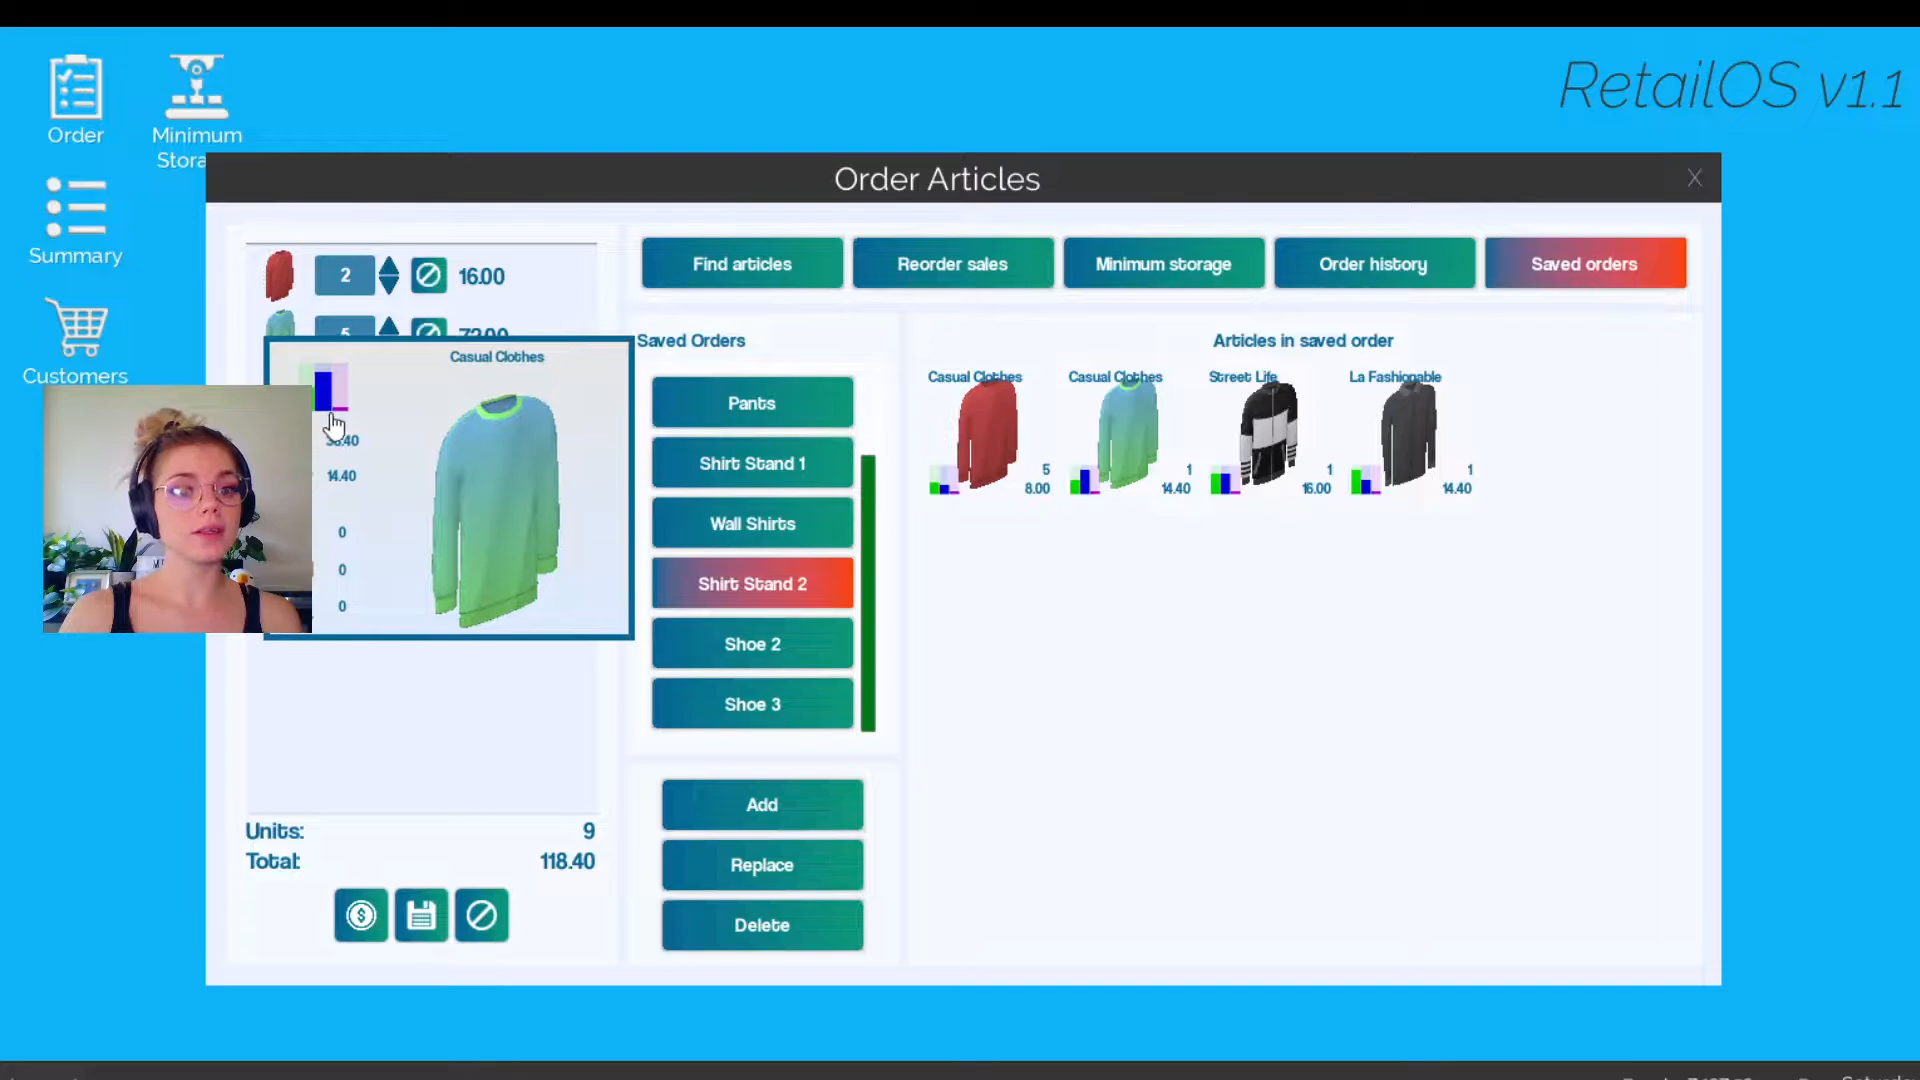 RetailOS v1.1
Order
Minimum
Stora
Summary
Customers
Order Articles
X
2
16.00
5
72.00
Casual Clothes
14.40
0
0
0
Units:
9
Total:
118.40
Find articles
Reorder sales
Minimum storage
Order history
Saved orders
Saved Orders
Pants
Shirt Stand 1
Wall Shirts
Shirt Stand 2
Shoe 2
Shoe 3
Add
Replace
Delete
Articles in saved order
Casual Clothes
5
8.00
Casual Clothes
1
14.40
Street Life
1
16.00
La Fashionable
1
14.40